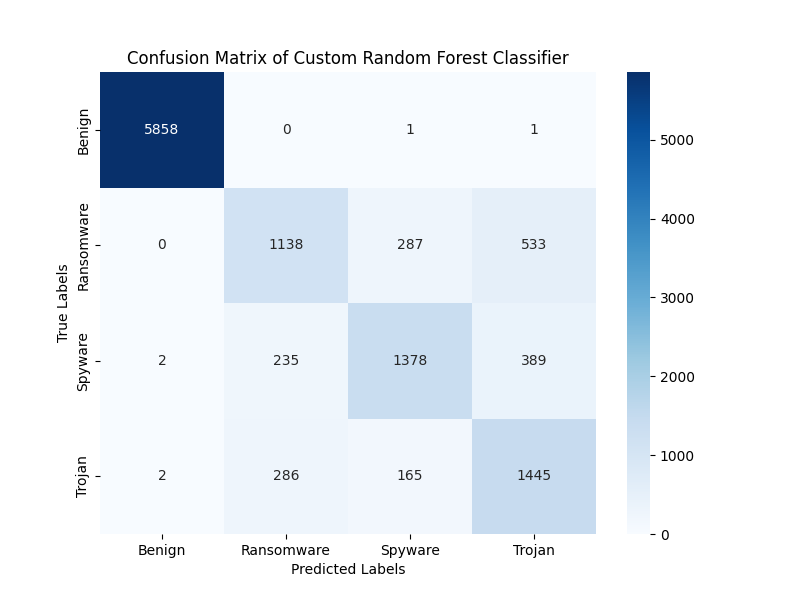 Confusion Matrix of Custom Random Forest Classifier
True Labels
Benign 5858 0 1 1
Ransomware 0 1138 287 533
Spyware 2 235 1378 389
Trojan 2 286 165 1445
Benign Ransomware Spyware Trojan
Predicted Labels
5000
4000
3000
2000
1000
0